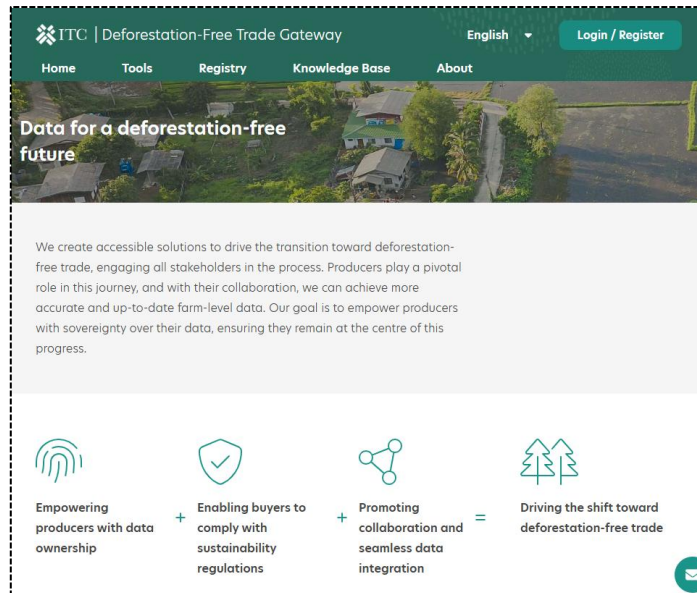 ITC | Deforestation-Free Trade Gateway
English
Login / Register
Home
Tools
Registry
Knowledge Base
About
Data for a deforestation-free
future
We create accessible solutions to drive the transition toward deforestation-
free trade, engaging all stakeholders in the process. Producers play a pivotal
role in this journey, and with their collaboration, we can achieve more
accurate and up-to-date farm-level data. Our goal is to empower producers
with sovereignty over their data, ensuring they remain at the centre of this
progress.
Empowering
producers with data
ownership
+
Enabling buyers to
comply with
sustainability
regulations
+
Promoting
collaboration and
seamless data
integration
=
Driving the shift toward
deforestation-free trade